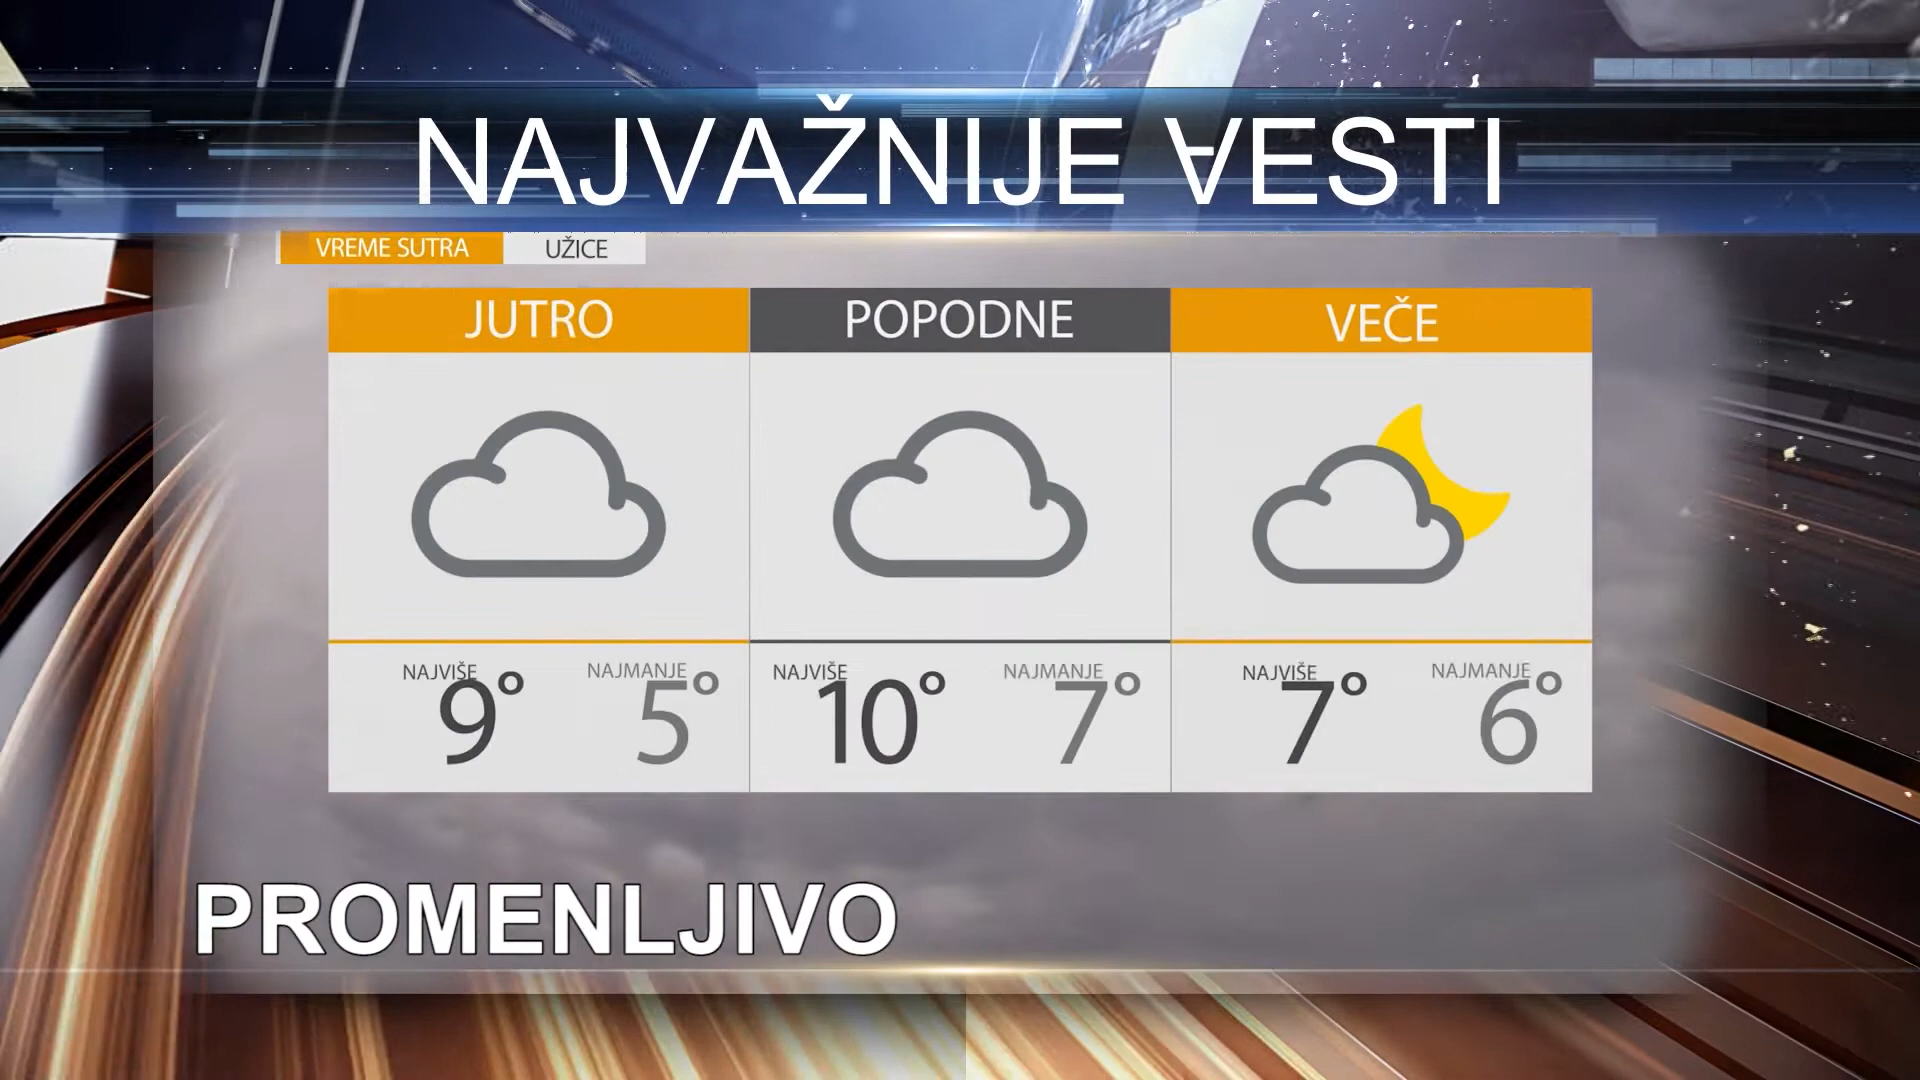 NAJVAŽNIJE ∀ESTI
VREME SUTRA UŽICE
JUTRO POPODNE VEČE
NAJVIŠE NAJMANJE NAJVIŠE NAJMANJE NAJVIŠE NAJMANJE
9° 5° 10° 7° 7° 6°
PROMENLJIVO